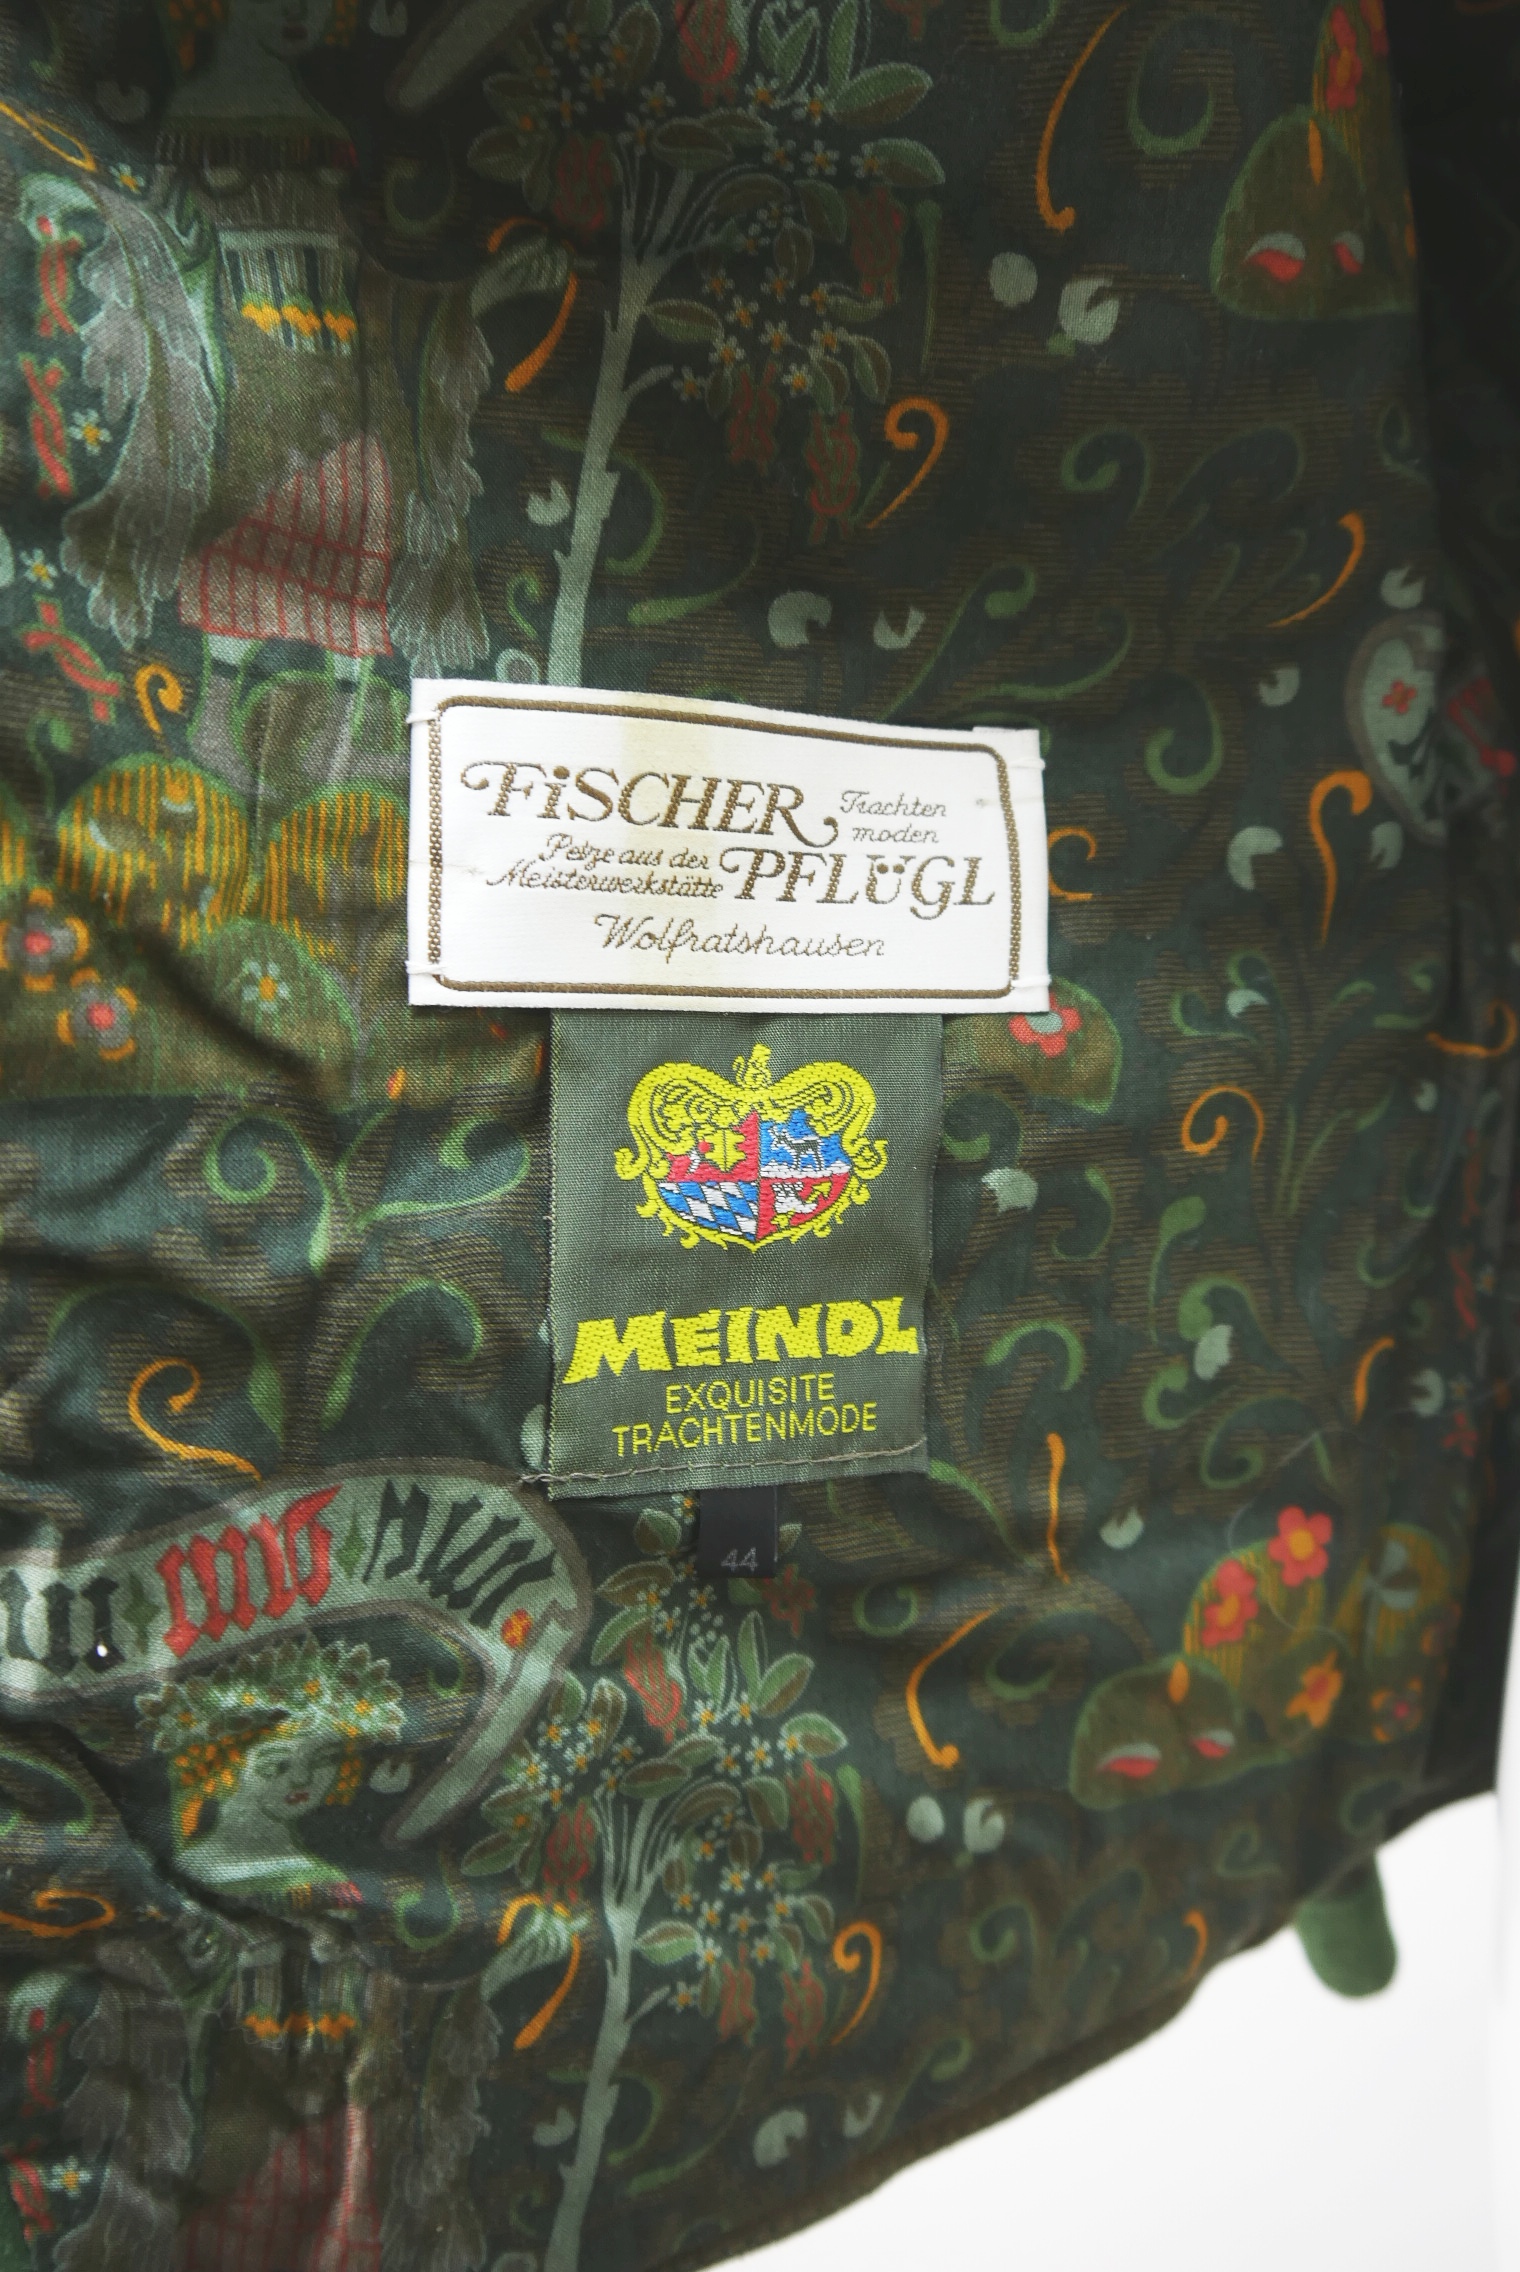 FiSCHER Trachten
moden
Pelze aus der
Meisterwerkstätte PFLÜGL
Wolfratshausen
MEINDL
EXQUISITE
TRACHTENMODE
44